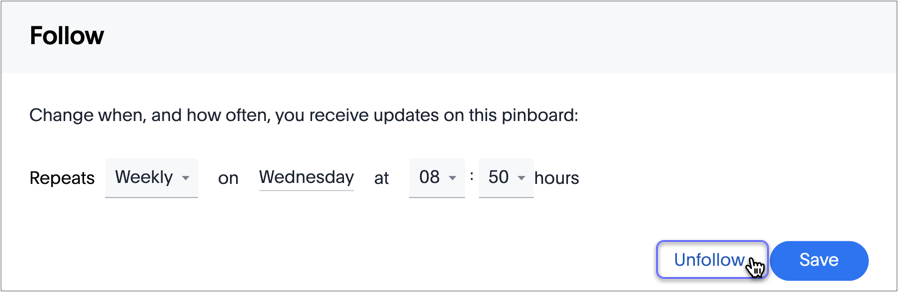 Follow
Change when, and how often, you receive updates on this pinboard:
Repeats Weekly on Wednesday at 08 : 50 hours
Unfollow Save